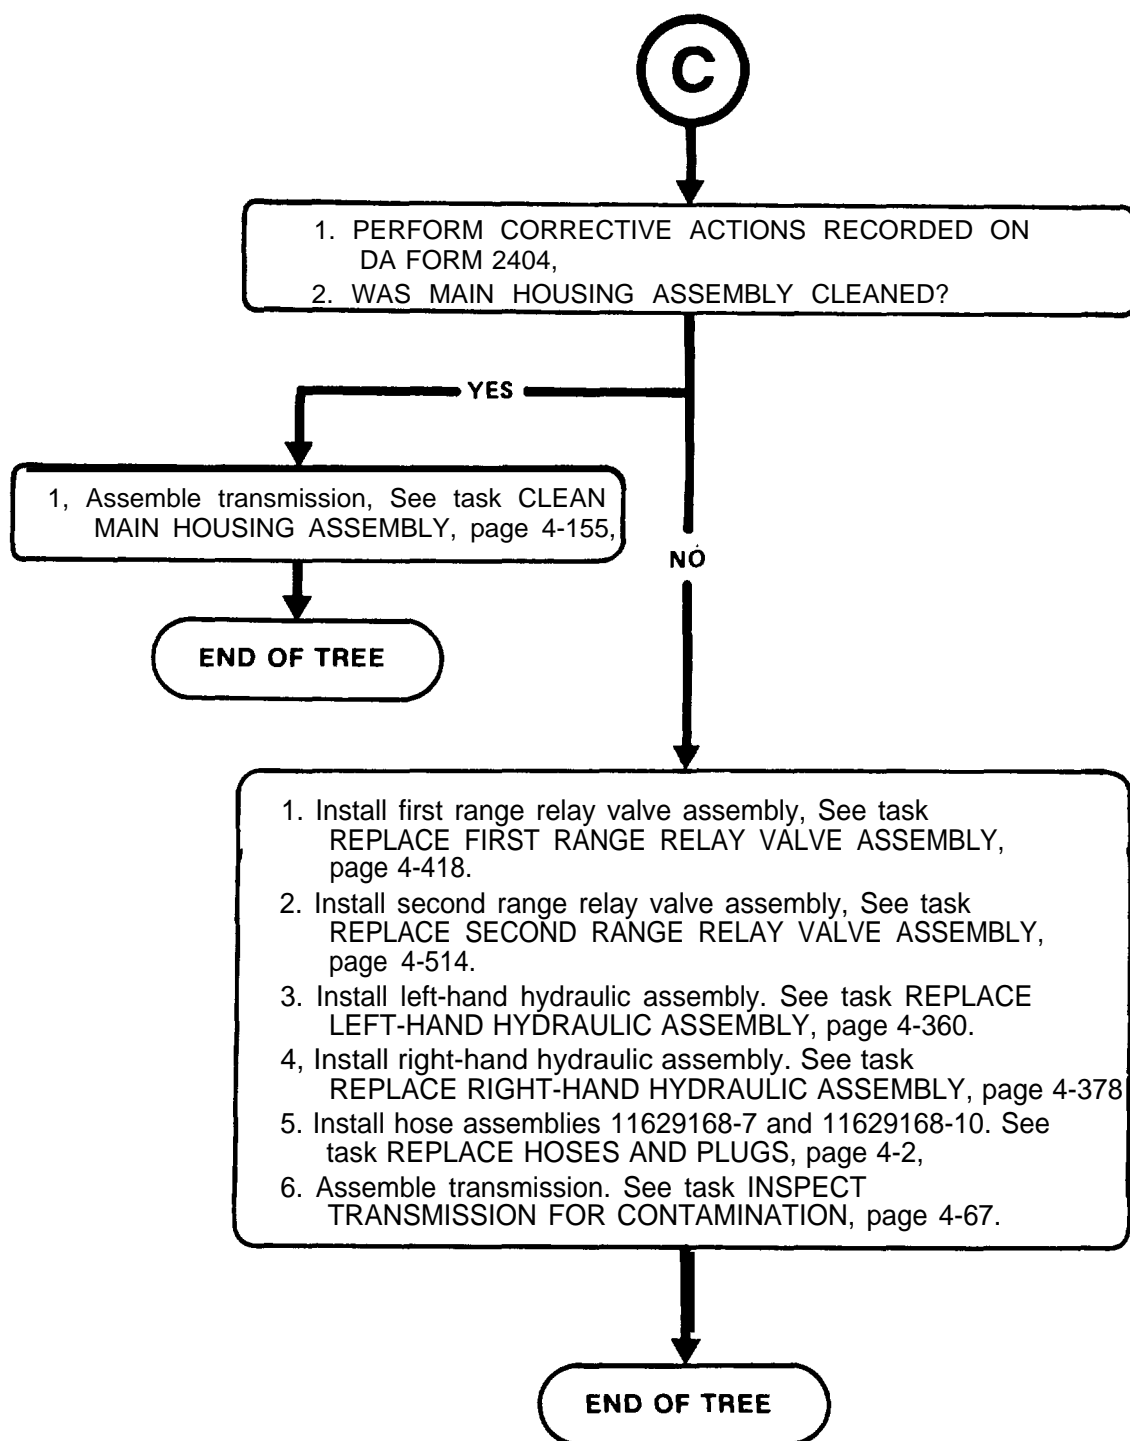 C
1. PERFORM CORRECTIVE ACTIONS RECORDED ON
DA FORM 2404,
2. WAS MAIN HOUSING ASSEMBLY CLEANED?
YES
1, Assemble transmission, See task CLEAN
MAIN HOUSING ASSEMBLY, page 4-155,
NO
END OF TREE
1. Install first range relay valve assembly, See task
REPLACE FIRST RANGE RELAY VALVE ASSEMBLY,
page 4-418.
2. Install second range relay valve assembly, See task
REPLACE SECOND RANGE RELAY VALVE ASSEMBLY,
page 4-514.
3. Install left-hand hydraulic assembly. See task REPLACE
LEFT-HAND HYDRAULIC ASSEMBLY, page 4-360.
4, Install right-hand hydraulic assembly. See task
REPLACE RIGHT-HAND HYDRAULIC ASSEMBLY, page 4-378
5. Install hose assemblies 11629168-7 and 11629168-10. See
task REPLACE HOSES AND PLUGS, page 4-2,
6. Assemble transmission. See task INSPECT
TRANSMISSION FOR CONTAMINATION, page 4-67.
END OF TREE